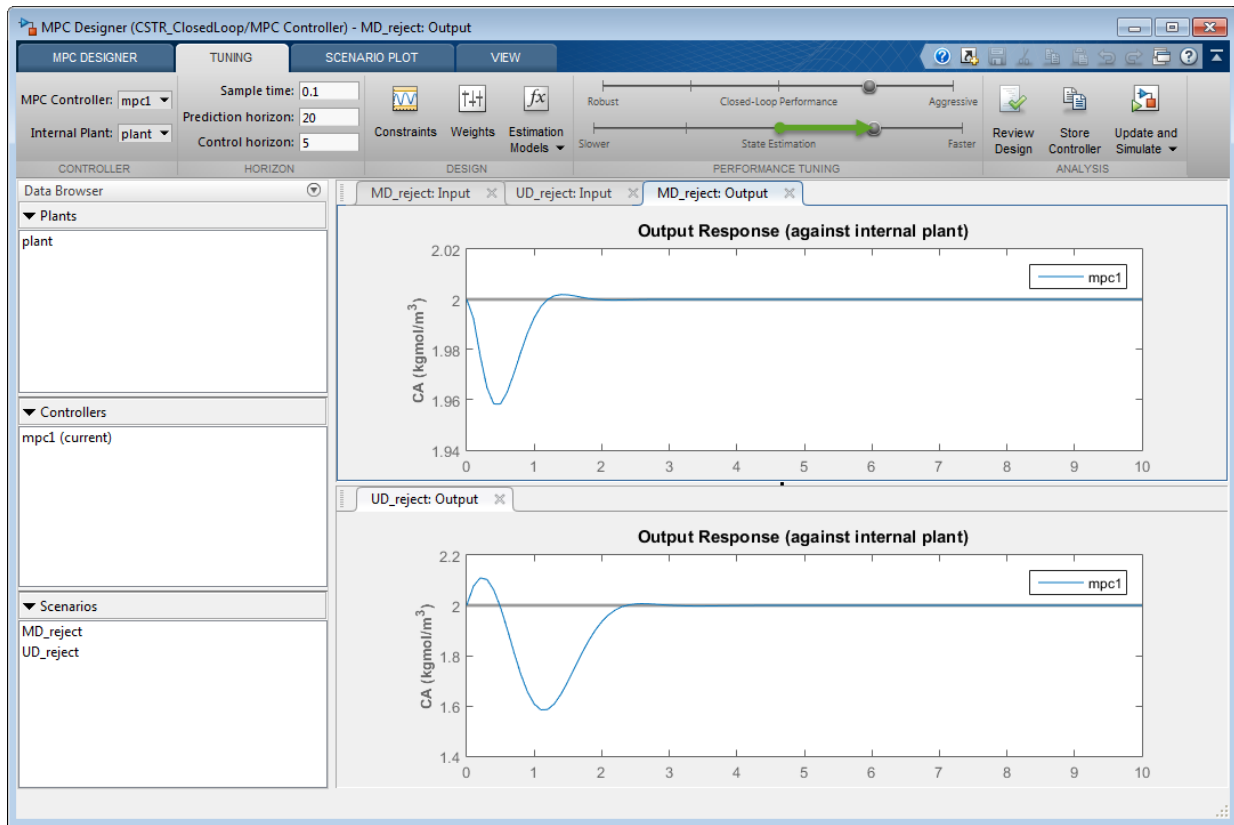 MPC Designer (CSTR_ClosedLoop/MPC Controller) - MD_reject: Output
MPC DESIGNER TUNING SCENARIO PLOT VIEW
MPC Controller: mpc1
Internal Plant: plant
CONTROLLER
Sample time: 0.1
Prediction horizon: 20
Control horizon: 5
HORIZON
Constraints Weights Estimation
Models
DESIGN
Robust Closed-Loop Performance Aggressive
Slower State Estimation Faster
PERFORMANCE TUNING
Review
Design
Store
Controller
Update and
Simulate
ANALYSIS
Data Browser
Plants
plant
Controllers
mpc1 (current)
Scenarios
MD_reject
UD_reject
MD_reject: Input UD_reject: Input MD_reject: Output
Output Response (against internal plant)
2.02
2
1.98
1.96
1.94
CA (kgmol/m³)
mpc1
0 1 2 3 4 5 6 7 8 9 10
UD_reject: Output
Output Response (against internal plant)
2.2
2
1.8
1.6
1.4
CA (kgmol/m³)
mpc1
0 1 2 3 4 5 6 7 8 9 10